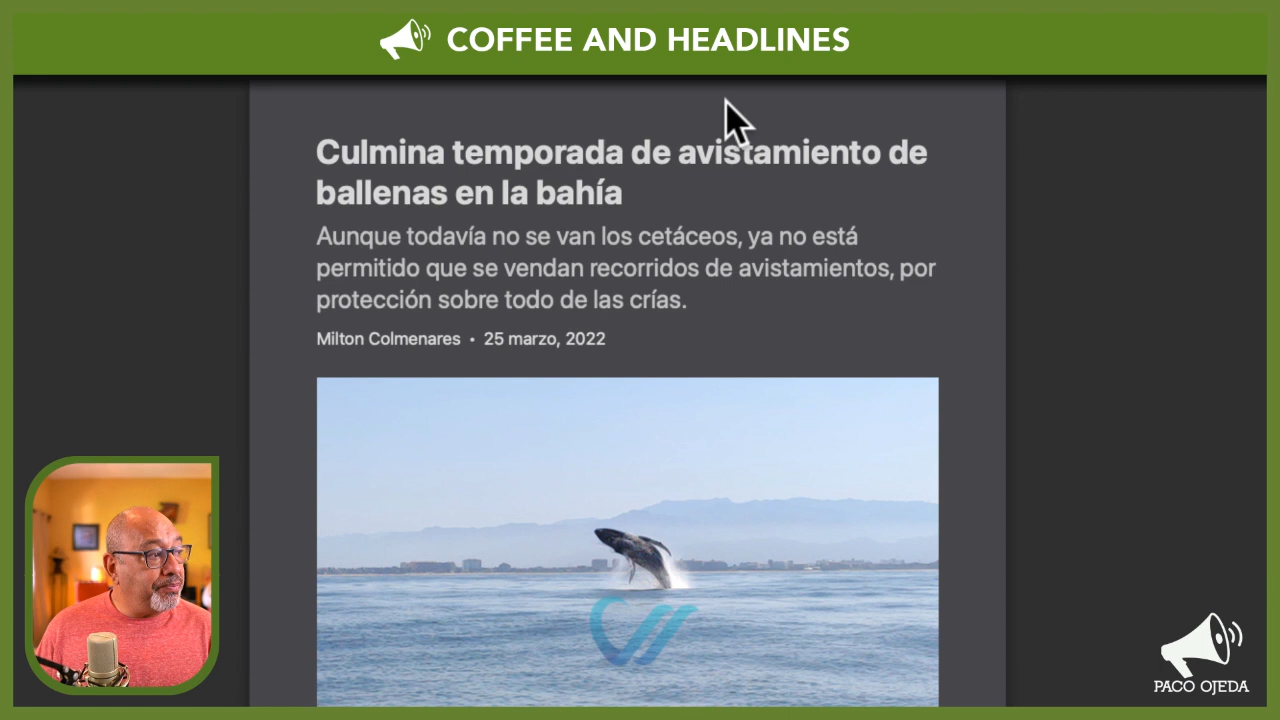 COFFEE AND HEADLINES
Culmina temporada de avistamiento de
ballenas en la bahía
Aunque todavía no se van los cetáceos, ya no está
permitido que se vendan recorridos de avistamientos, por
protección sobre todo de las crías.
Milton Colmenares • 25 marzo, 2022
PACO OJEDA